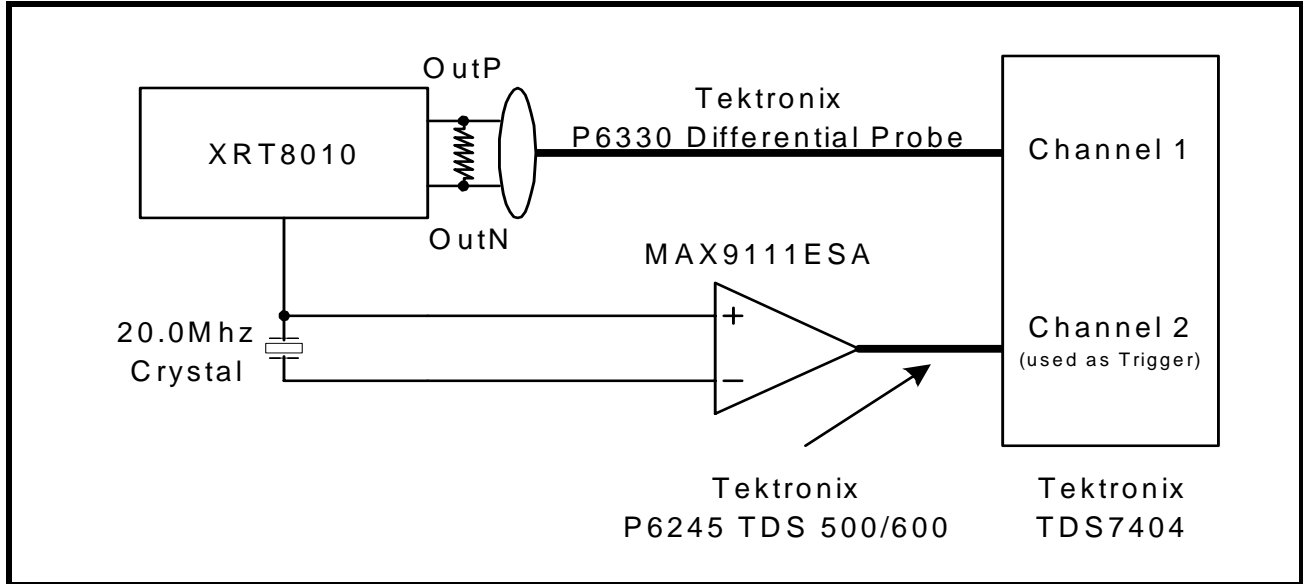 OutP
XRT8010
OutN
Tektronix
P6330 Differential Probe
Channel 1
MAX9111ESA
20.0Mhz
Crystal
+
−
Channel 2
(used as Trigger)
Tektronix
P6245 TDS 500/600
Tektronix
TDS7404